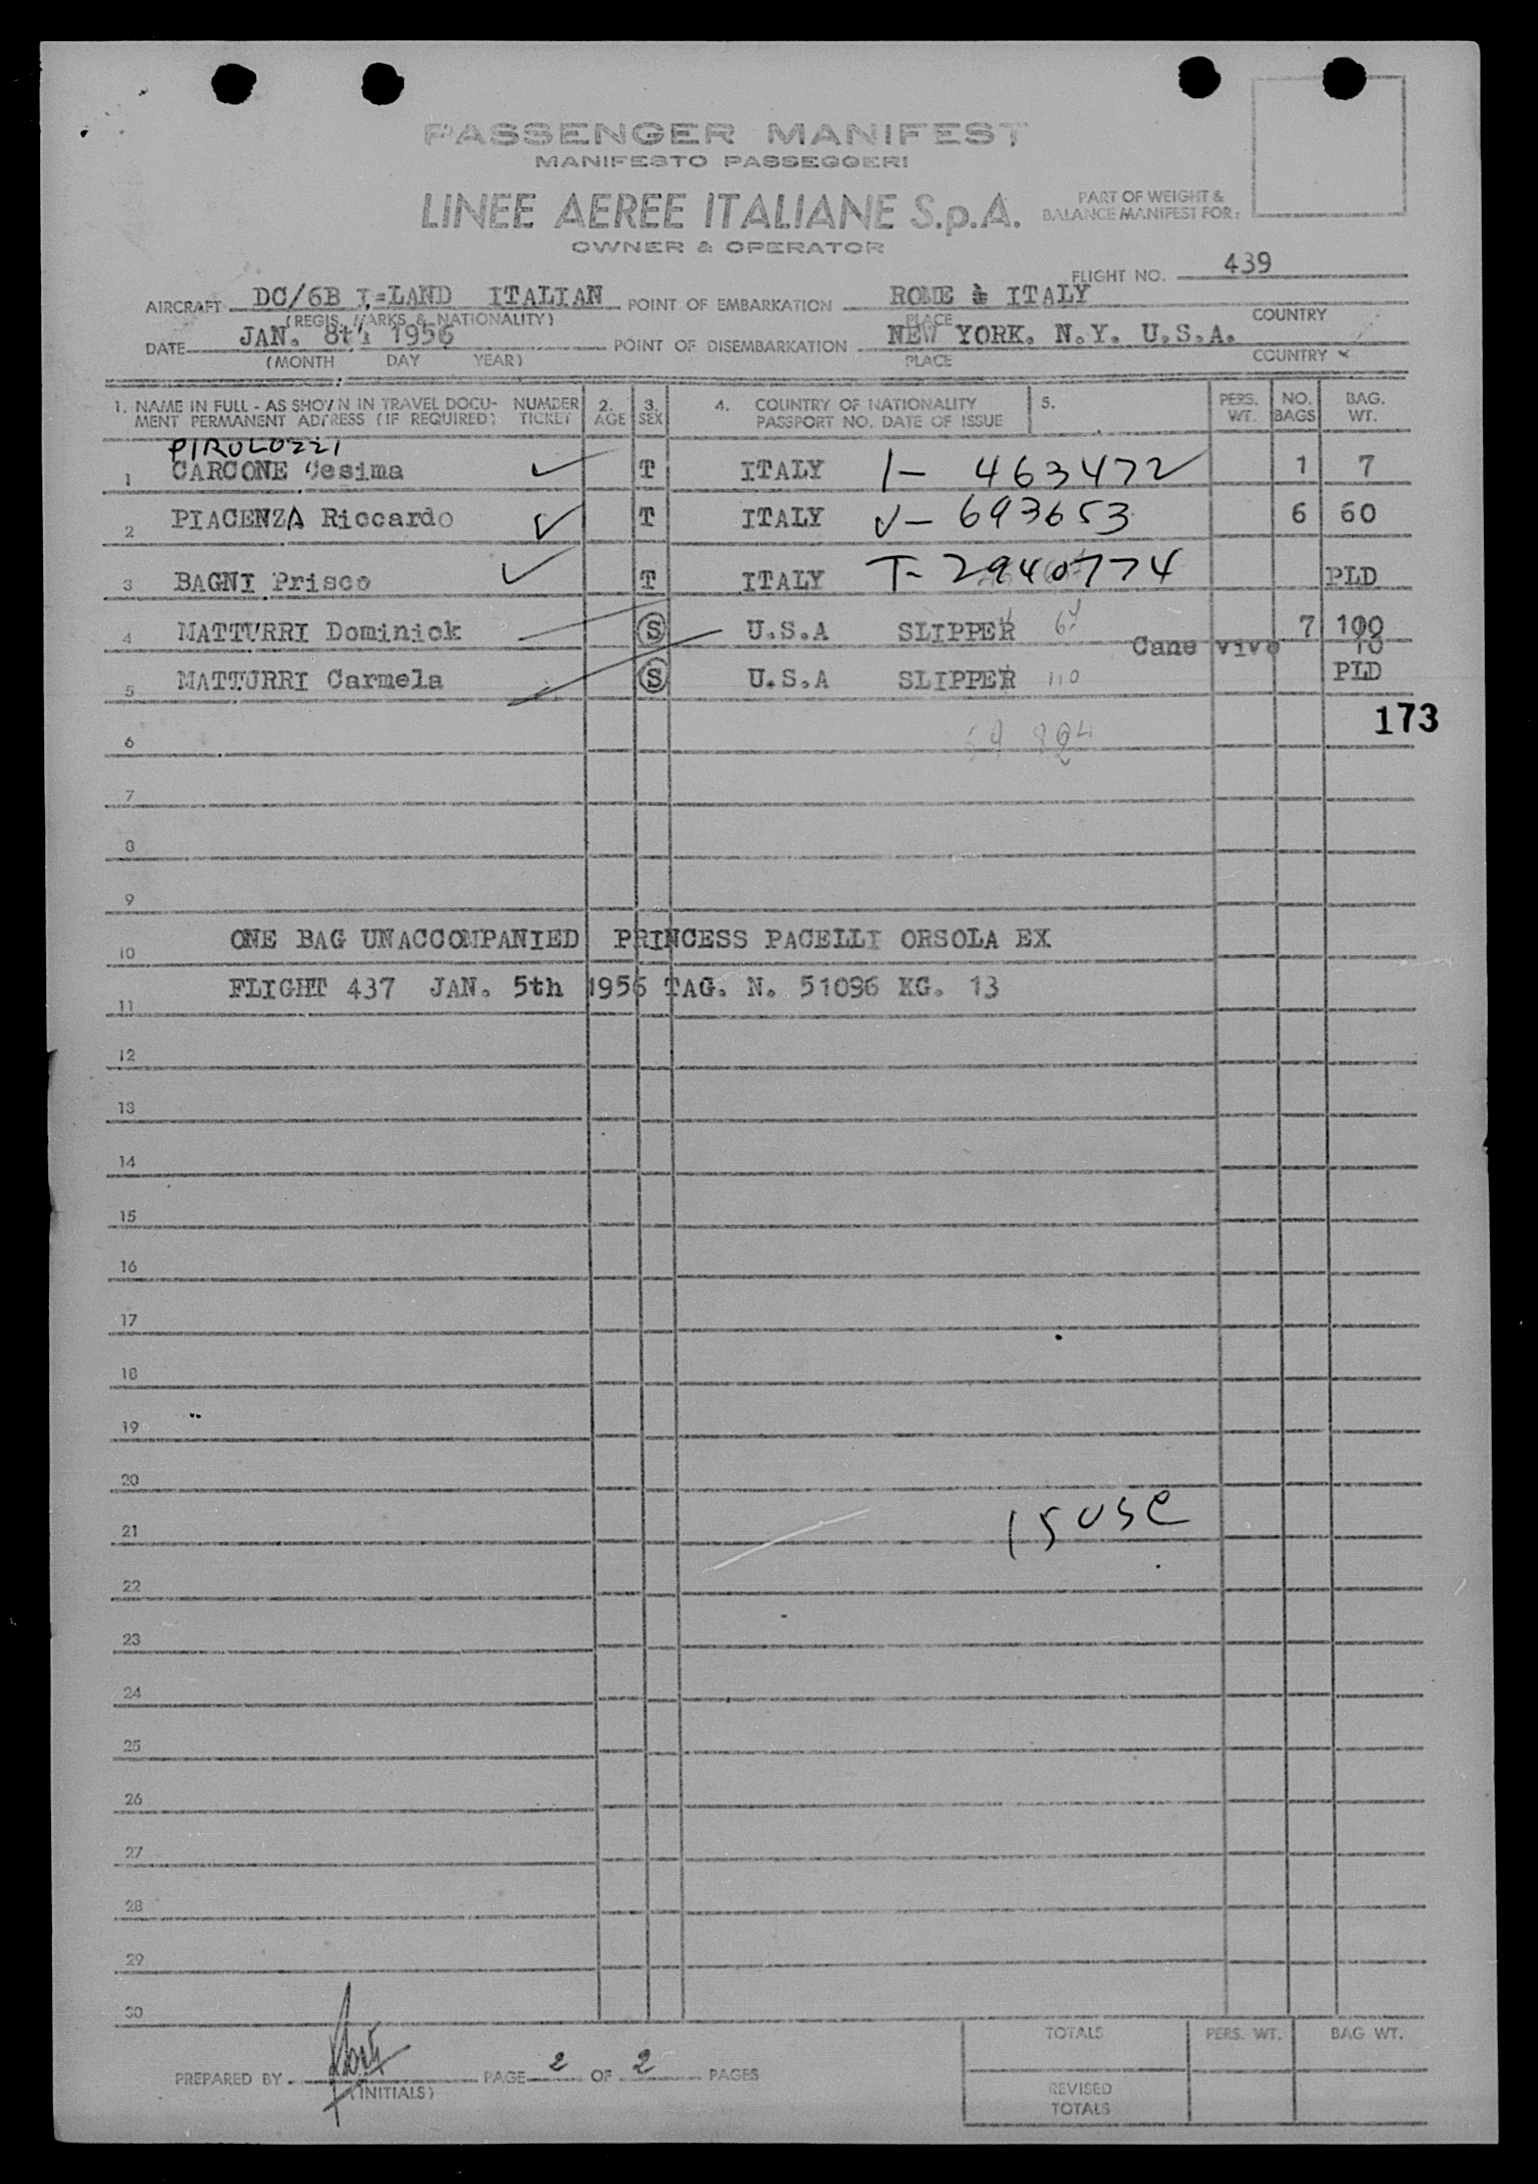 PASSENGER MANIFEST
MANIFESTO PASSEGGERI
LINEE AEREE ITALIANE S.p.A.
OWNER & OPERATOR
PART OF WEIGHT &
BALANCE MANIFEST FOR:
FLIGHT NO. 439
AIRCRAFT DC/6B I=LAND ITALIAN POINT OF EMBARKATION ROME & ITALY
(REGIS. MARKS & NATIONALITY) PLACE COUNTRY
DATE JAN. 8th 1956 POINT OF DISEMBARKATION NEW YORK. N.Y. U.S.A.
(MONTH DAY YEAR) PLACE COUNTRY
1. NAME IN FULL - AS SHOWN IN TRAVEL DOCU- NUMBER 2. 3. 4. COUNTRY OF NATIONALITY 5. PERS. NO. BAG.
MENT PERMANENT ADDRESS (IF REQUIRED) TICKET AGE SEX PASSPORT NO. DATE OF ISSUE WT. BAGS WT.
PIROLOZZI
1 CARCONE Cesima T ITALY 1- 463472 1 7
2 PIACENZA Riccardo T ITALY V- 693653 6 60
3 BAGNI Prisco T ITALY T- 2940774 PLD
4 MATTURRI Dominick S U.S.A SLIPPER 7 100
Cane vivo 10
5 MATTURRI Carmela S U.S.A SLIPPER 110 PLD
173
6
7
8
9
10 ONE BAG UNACCOMPANIED PRINCESS PACELLI ORSOLA EX
11 FLIGHT 437 JAN. 5th 1956 TAG. N. 51096 KG. 13
12
13
14
15
16
17
18
19
20
21
22
23
24
25
26
27
28
29
30
TOTALS PERS. WT. BAG WT.
PREPARED BY PAGE 2 OF 2 PAGES
(INITIALS)
REVISED
TOTALS